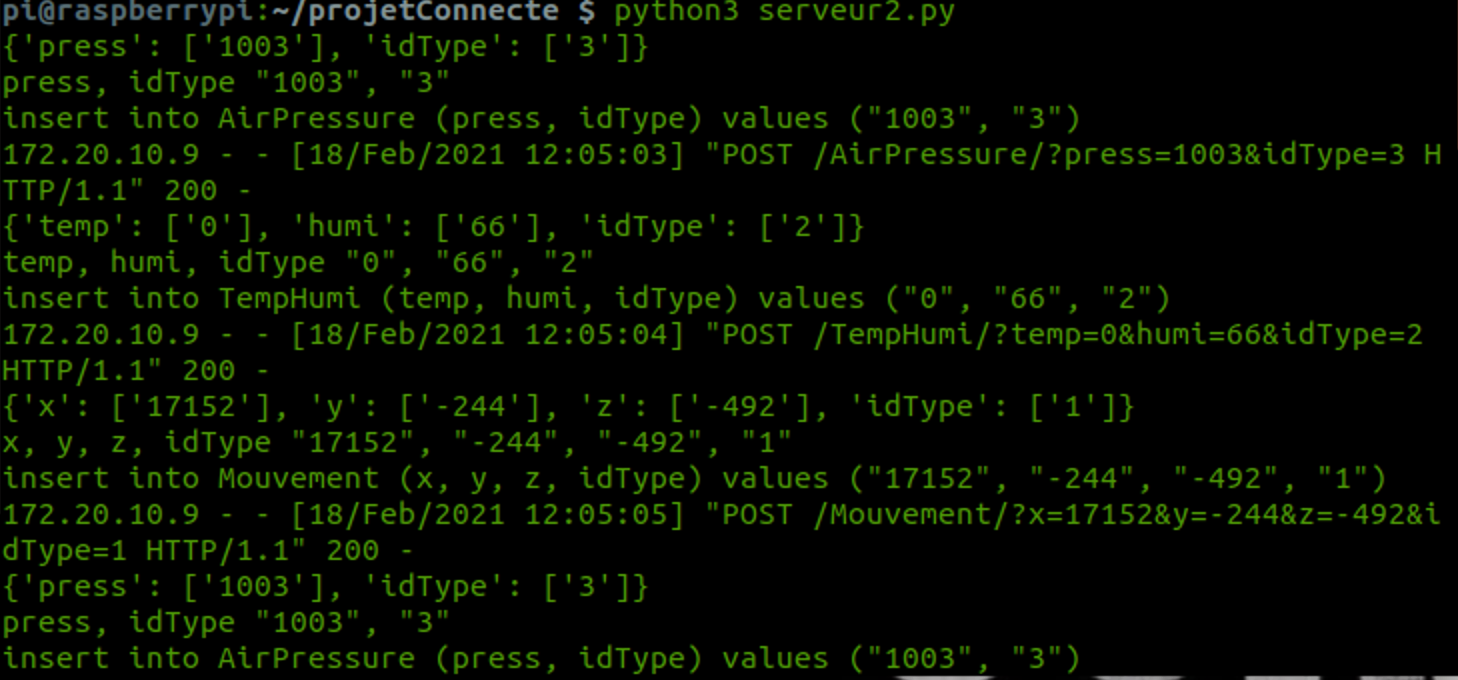 pi@raspberrypi:~/projetConnecte $ python3 serveur2.py
{'press': ['1003'], 'idType': ['3']}
press, idType "1003", "3"
insert into AirPressure (press, idType) values ("1003", "3")
172.20.10.9 - - [18/Feb/2021 12:05:03] "POST /AirPressure/?press=1003&idType=3 H
TTP/1.1" 200 -
{'temp': ['0'], 'humi': ['66'], 'idType': ['2']}
temp, humi, idType "0", "66", "2"
insert into TempHumi (temp, humi, idType) values ("0", "66", "2")
172.20.10.9 - - [18/Feb/2021 12:05:04] "POST /TempHumi/?temp=0&humi=66&idType=2
HTTP/1.1" 200 -
{'x': ['17152'], 'y': ['-244'], 'z': ['-492'], 'idType': ['1']}
x, y, z, idType "17152", "-244", "-492", "1"
insert into Mouvement (x, y, z, idType) values ("17152", "-244", "-492", "1")
172.20.10.9 - - [18/Feb/2021 12:05:05] "POST /Mouvement/?x=17152&y=-244&z=-492&i
dType=1 HTTP/1.1" 200 -
{'press': ['1003'], 'idType': ['3']}
press, idType "1003", "3"
insert into AirPressure (press, idType) values ("1003", "3")